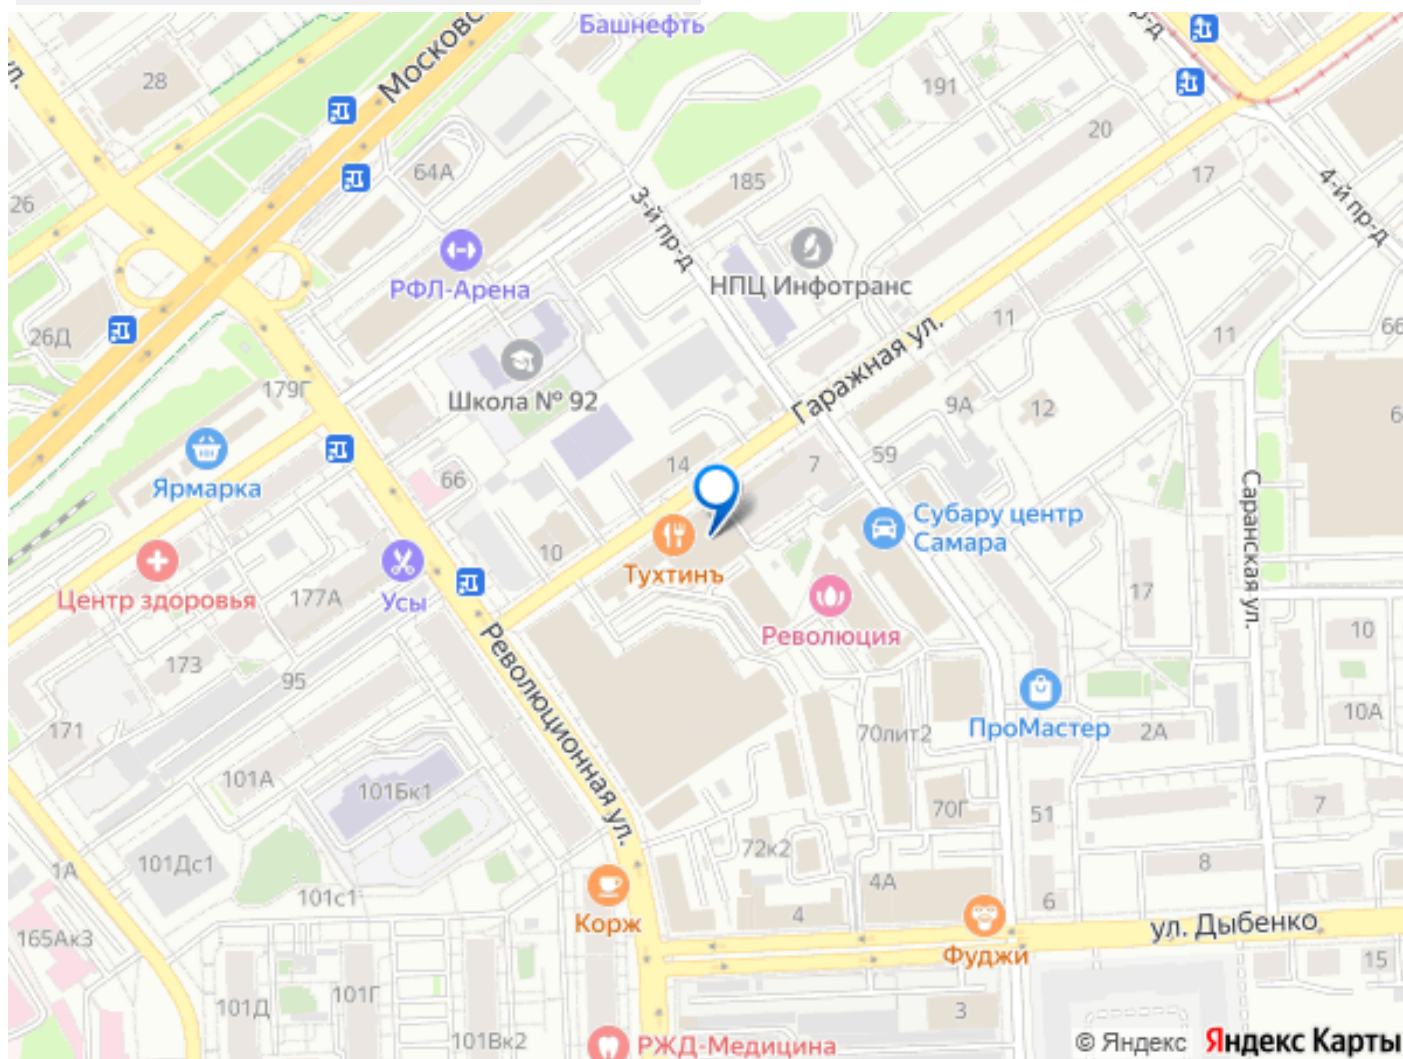 Башнефть
р-д
Московс
ул.
28
191
20
64А
17
185
4-й пр-д
26
3-й пр-д
НПЦ Инфотранс
РФЛ-Арена
11
11
66
26Д
Гаражная ул.
179Г
Школа № 92
9А
12
6
14
7
59
Ярмарка
66
Саранская ул.
Субару центр
Самара
10
Тухтинъ
Центр здоровья
177А
Усы
17
Революция
10
173
95
Революционная ул.
171
70лит2
ПроМастер
2А
10А
101А
101Бк1
70Г
51
7
72к2
1А
101Дс1
8
101с1
4А
6
4
Корж
ул. Дыбенко
165Ак3
Фуджи
15
101Д
101Г
3
101Вк2
РЖД-Медицина
© Яндекс Яндекс Карты